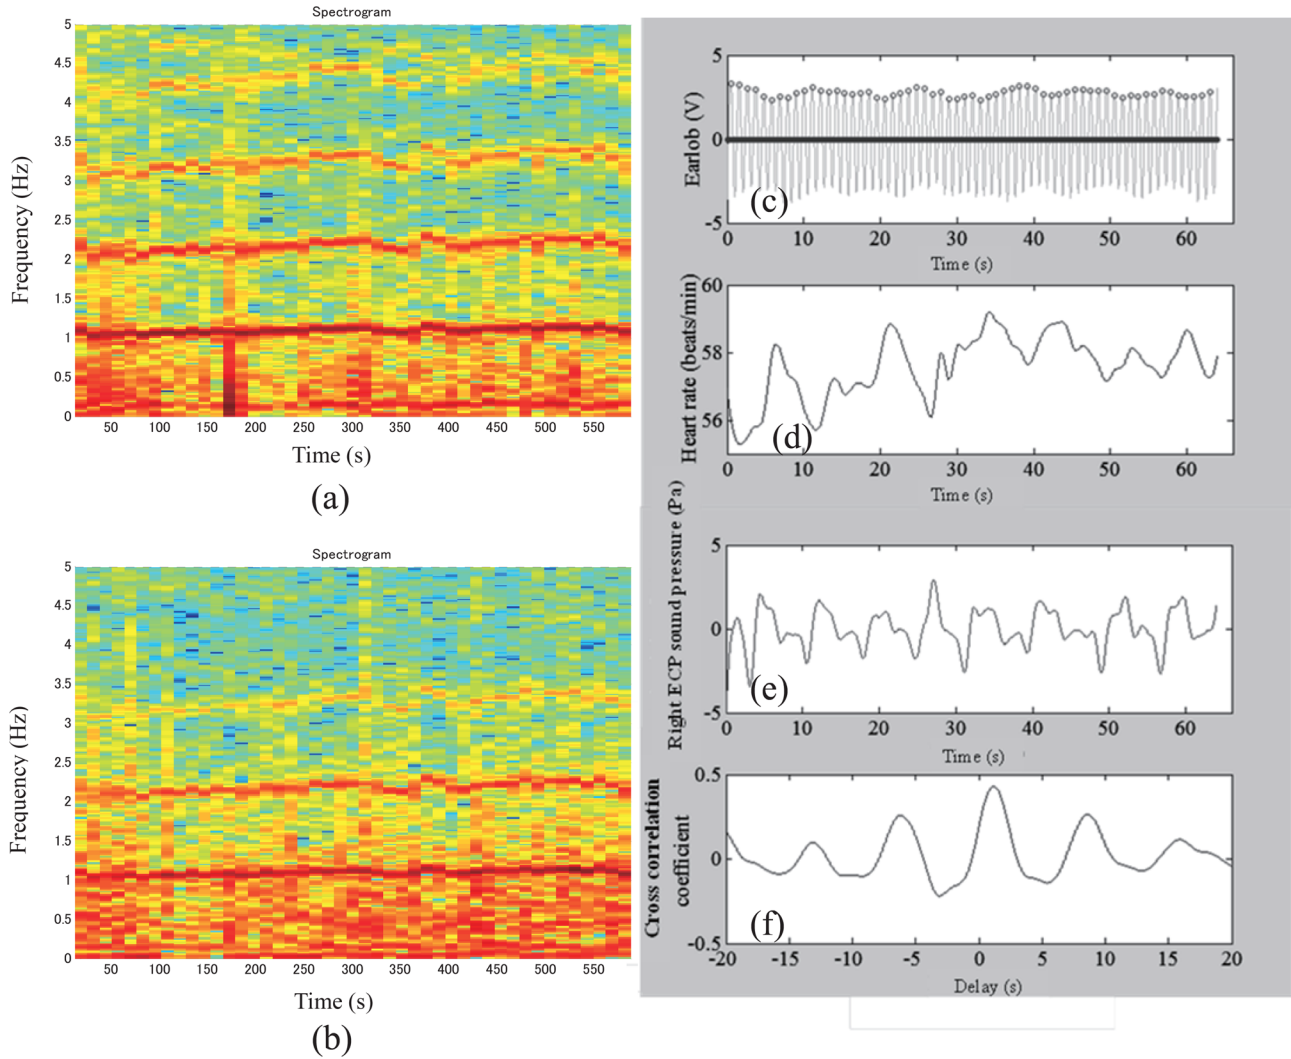 Spectrogram
5
4.5
4
3.5
3
2.5
2
1.5
1
0.5
0
Frequency (Hz)
50 100 150 200 250 300 350 400 450 500 550
Time (s)
(a)
Spectrogram
5
4.5
4
3.5
3
2.5
2
1.5
1
0.5
0
Frequency (Hz)
50 100 150 200 250 300 350 400 450 500 550
Time (s)
(b)
5
0
-5
Earlob (V)
(c)
0 10 20 30 40 50 60
Time (s)
60
58
56
Heart rate (beats/min)
(d)
0 10 20 30 40 50 60
Time (s)
5
0
-5
Right ECP sound pressure (Pa)
(e)
0 10 20 30 40 50 60
Time (s)
0.5
0
-0.5
Cross correlation
coefficient
(f)
-20 -15 -10 -5 0 5 10 15 20
Delay (s)